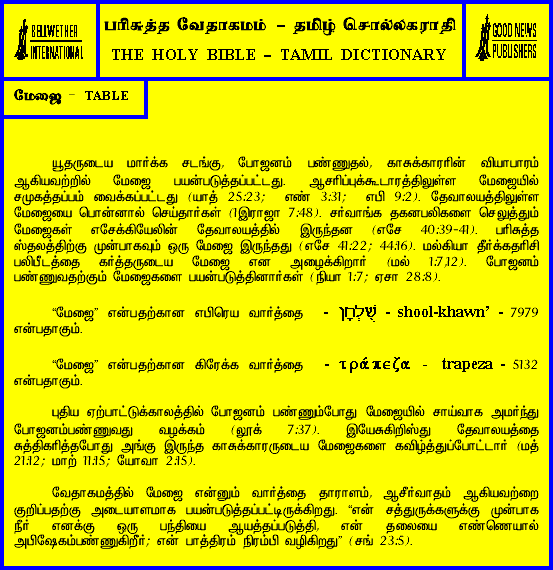 BELLWETHER
INTERNATIONAL
பரிசுத்த வேதாகமம் – தமிழ் சொல்லகராதி
THE HOLY BIBLE – TAMIL DICTIONARY
GOOD NEWS
PUBLISHERS
மேஜை – TABLE
யூதருடைய மார்க்க சடங்கு, போஜனம் பண்ணுதல், காசுக்காரரின் வியாபாரம்
ஆகியவற்றில் மேஜை பயன்படுத்தப்பட்டது. ஆசரிப்புக்கூடாரத்திலுள்ள மேஜையில்
சமுகத்தப்பம் வைக்கப்பட்டது (யாத் 25:23; எண் 3:31; எபி 9:2). தேவாலயத்திலுள்ள
மேஜையை பொன்னால் செய்தார்கள் (1இராஜா 7:48). சர்வாங்க தகனபலிகளை செலுத்தும்
மேஜைகள் எசேக்கியேலின் தேவாலயத்தில் இருந்தன (எசே 40:39-41). பரிசுத்த
ஸ்தலத்திற்கு முன்பாகவும் ஒரு மேஜை இருந்தது (எசே 41:22; 44:16). மல்கியா தீர்க்கதரிசி
பலிபீடத்தை கர்த்தருடைய மேஜை என அழைக்கிறார் (மல் 1:7,12). போஜனம்
பண்ணுவதற்கும் மேஜைகளை பயன்படுத்தினார்கள் (நியா 1:7; ஏசா 28:8).
“மேஜை” என்பதற்கான எபிரெய வார்த்தை - שֻׁלְחָן - shool-khawn’ - 7979
என்பதாகும்.
“மேஜை” என்பதற்கான கிரேக்க வார்த்தை - τράπεζα - trapeza - 5132
என்பதாகும்.
புதிய ஏற்பாட்டுக்காலத்தில் போஜனம் பண்ணும்போது மேஜையில் சாய்வாக அமர்ந்து
போஜனம்பண்ணுவது வழக்கம் (லூக் 7:37). இயேசுகிறிஸ்து தேவாலயத்தை
சுத்திகரித்தபோது அங்கு இருந்த காசுக்காரருடைய மேஜைகளை கவிழ்த்துப்போட்டார் (மத்
21:12; மாற் 11:15; யோவா 2:15).
வேதாகமத்தில் மேஜை என்னும் வார்த்தை தாராளம், ஆசீர்வாதம் ஆகியவற்றை
குறிப்பதற்கு அடையாளமாக பயன்படுத்தப்பட்டிருக்கிறது. “என் சத்துருக்களுக்கு முன்பாக
நீர் எனக்கு ஒரு பந்தியை ஆயத்தப்படுத்தி, என் தலையை எண்ணெயால்
அபிஷேகம்பண்ணுகிறீர்; என் பாத்திரம் நிரம்பி வழிகிறது” (சங் 23:5).